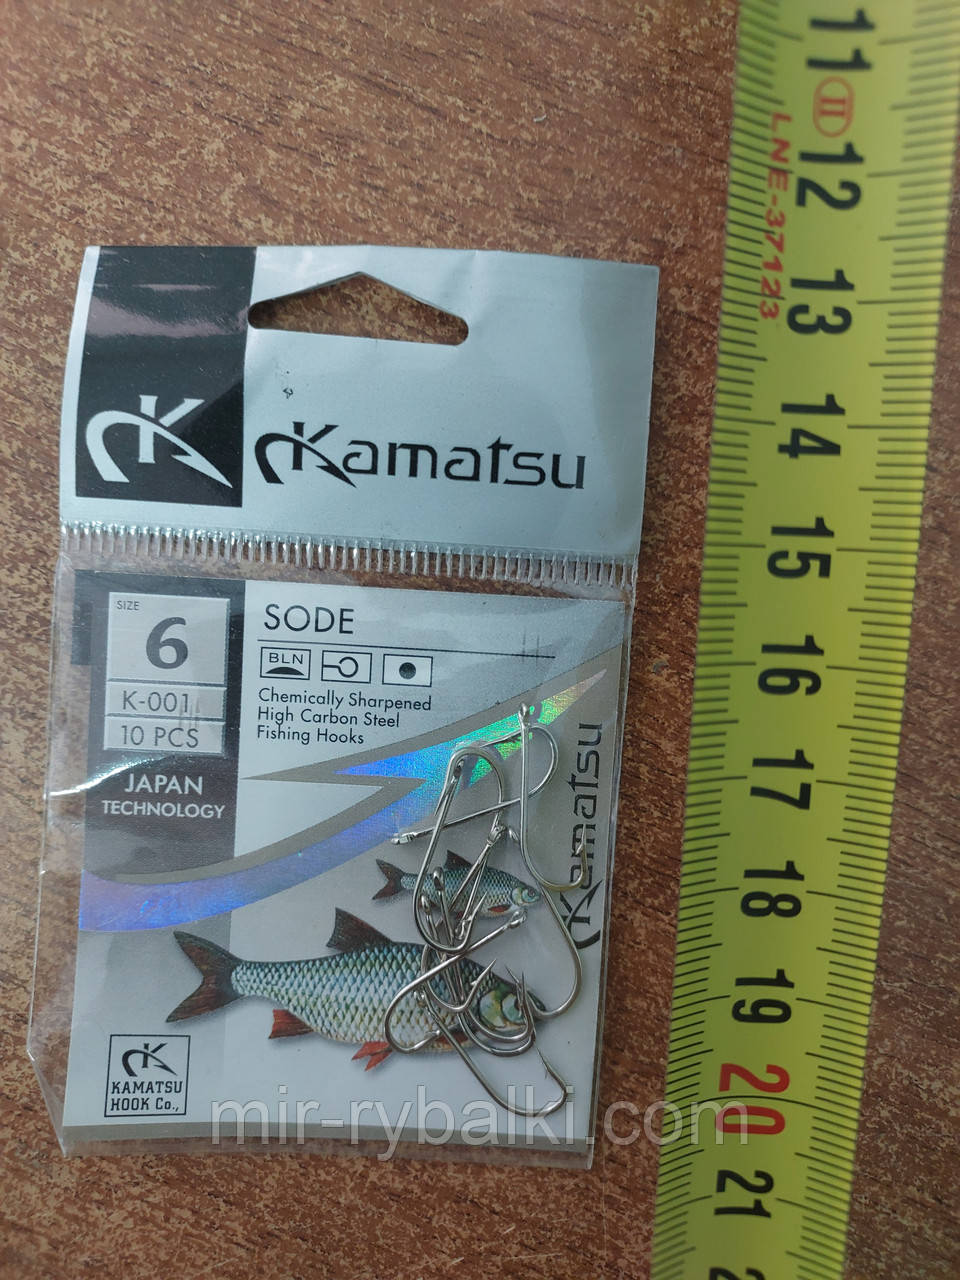 Kamatsu
SIZE
6
K-001
10 PCS
JAPAN
TECHNOLOGY
SODE
BLN
Chemically Sharpened
High Carbon Steel
Fishing Hooks
Kamatsu
KAMATSU
HOOK Co.,
mir-rybalki.com
11
II
LNE-37123
12
13
14
15
16
17
18
19
20
21